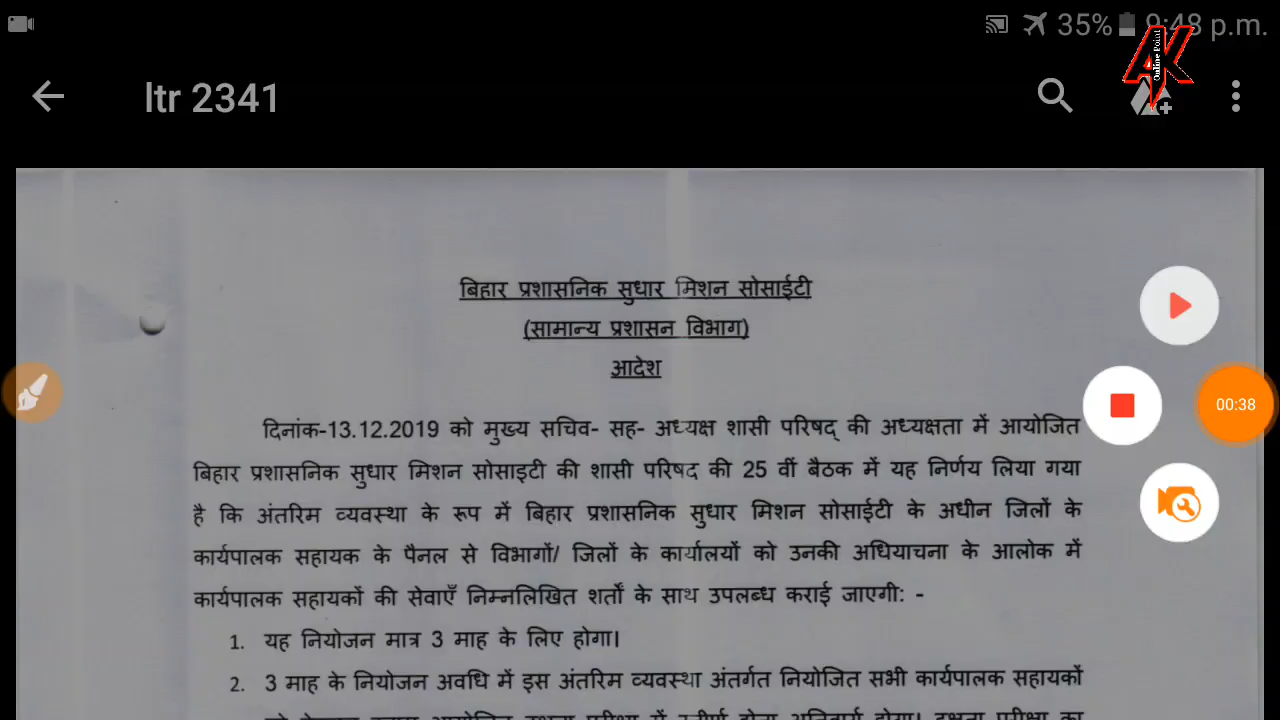 35% 9:48 p.m.
AK Online Point
ltr 2341
बिहार प्रशासनिक सुधार मिशन सोसाईटी
(सामान्य प्रशासन विभाग)
आदेश
दिनांक-13.12.2019 को मुख्य सचिव- सह- अध्यक्ष शासी परिषद् की अध्यक्षता में आयोजित
बिहार प्रशासनिक सुधार मिशन सोसाइटी की शासी परिषद की 25 वीं बैठक में यह निर्णय लिया गया
है कि अंतरिम व्यवस्था के रूप में बिहार प्रशासनिक सुधार मिशन सोसाईटी के अधीन जिलों के
कार्यपालक सहायक के पैनल से विभागों/ जिलों के कार्यालयों को उनकी अधियाचना के आलोक में
कार्यपालक सहायकों की सेवाएँ निम्नलिखित शर्तों के साथ उपलब्ध कराई जाएगी: -
1. यह नियोजन मात्र 3 माह के लिए होगा।
2. 3 माह के नियोजन अवधि में इस अंतरिम व्यवस्था अंतर्गत नियोजित सभी कार्यपालक सहायकों
00:38